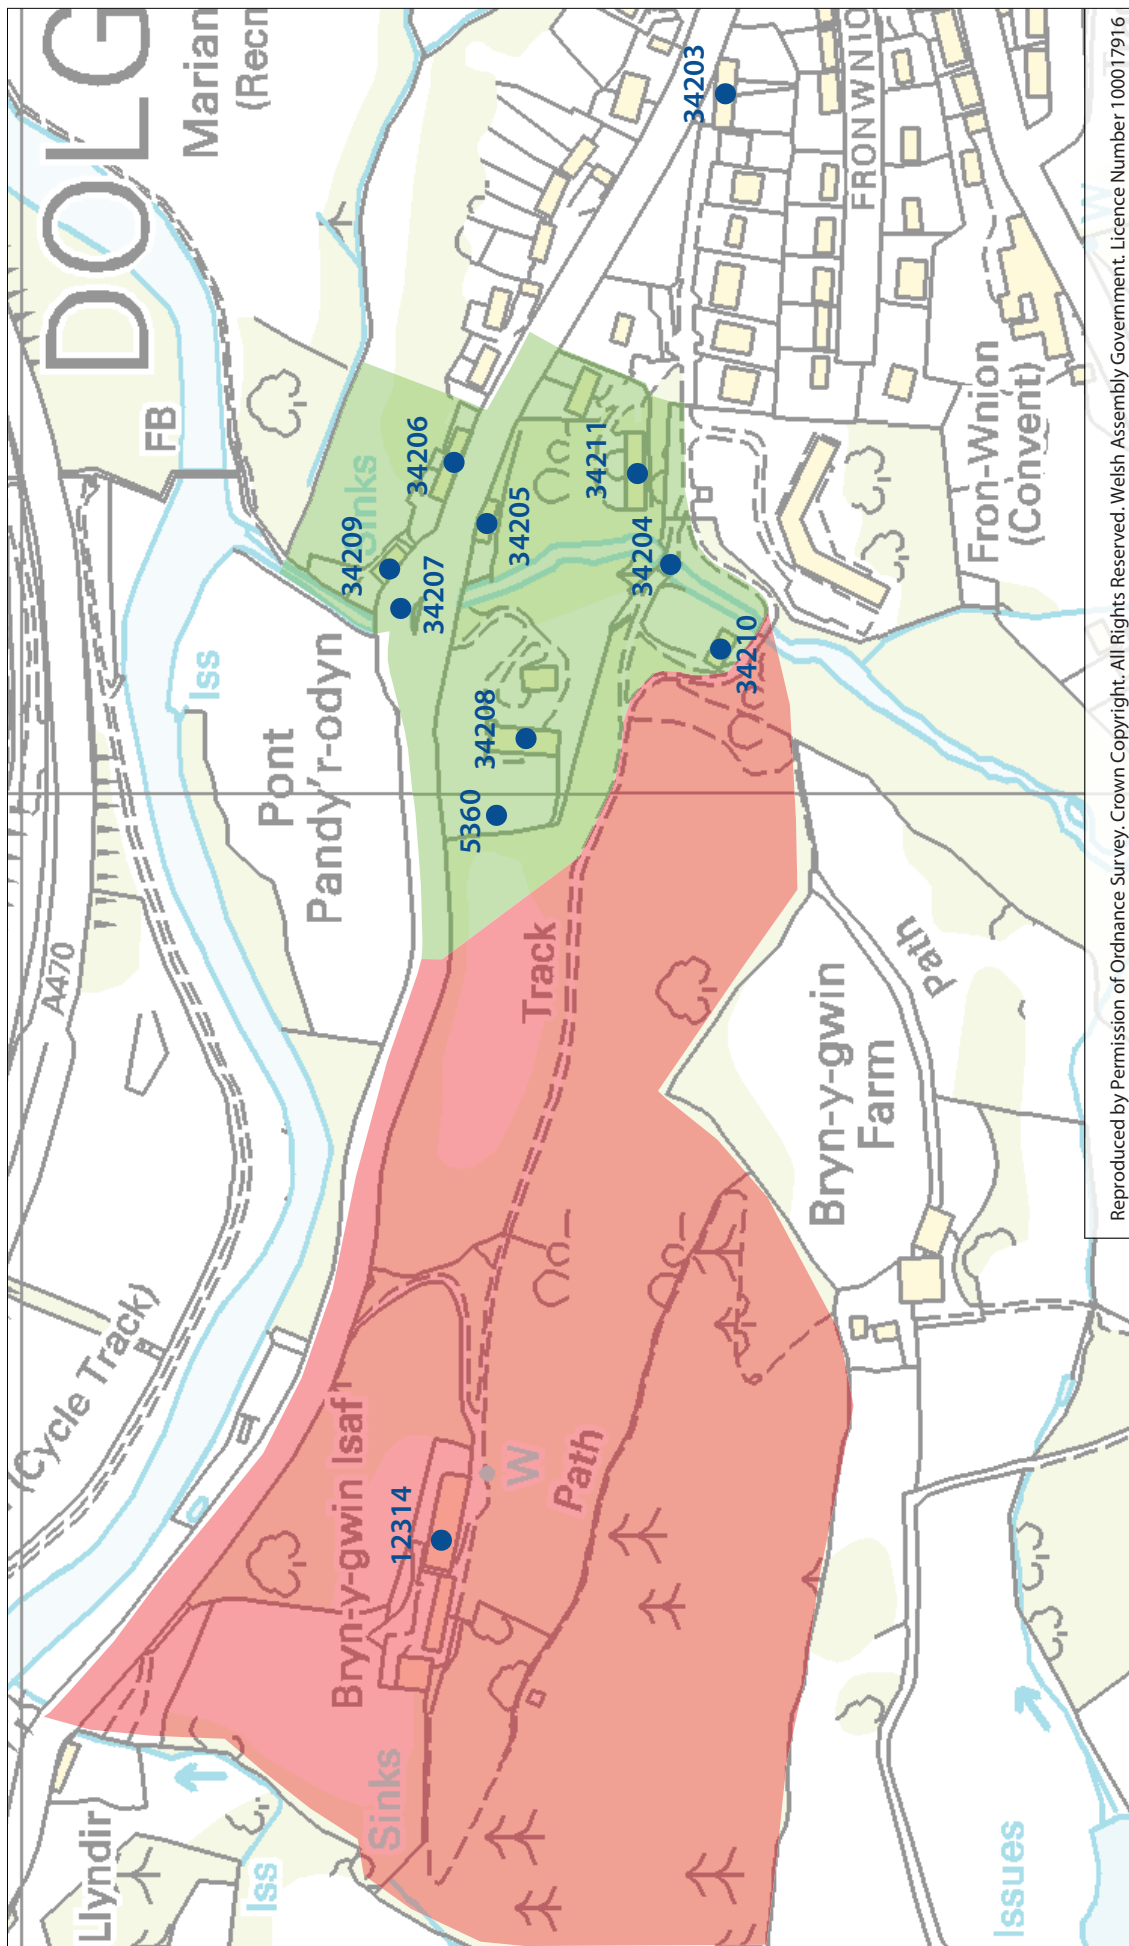 DOLG
Marian
(Recn
FB
A470
(Cycle Track)
Iss
Pont
Pandy'r-odyn
Sinks
34209
34207
34206
34205
34211
34204
34210
34208
5360
34203
FRONWNIO
Fron-Wnion
(Convent)
W
Track
Path
Bryn-y-gwin
Farm
Bryn-y-gwin Isaf
12314
W
Path
Llyndir
Iss
Sinks
Issues
Reproduced by Permission of Ordnance Survey. Crown Copyright. All Rights Reserved. Welsh Assembly Government. Licence Number 100017916